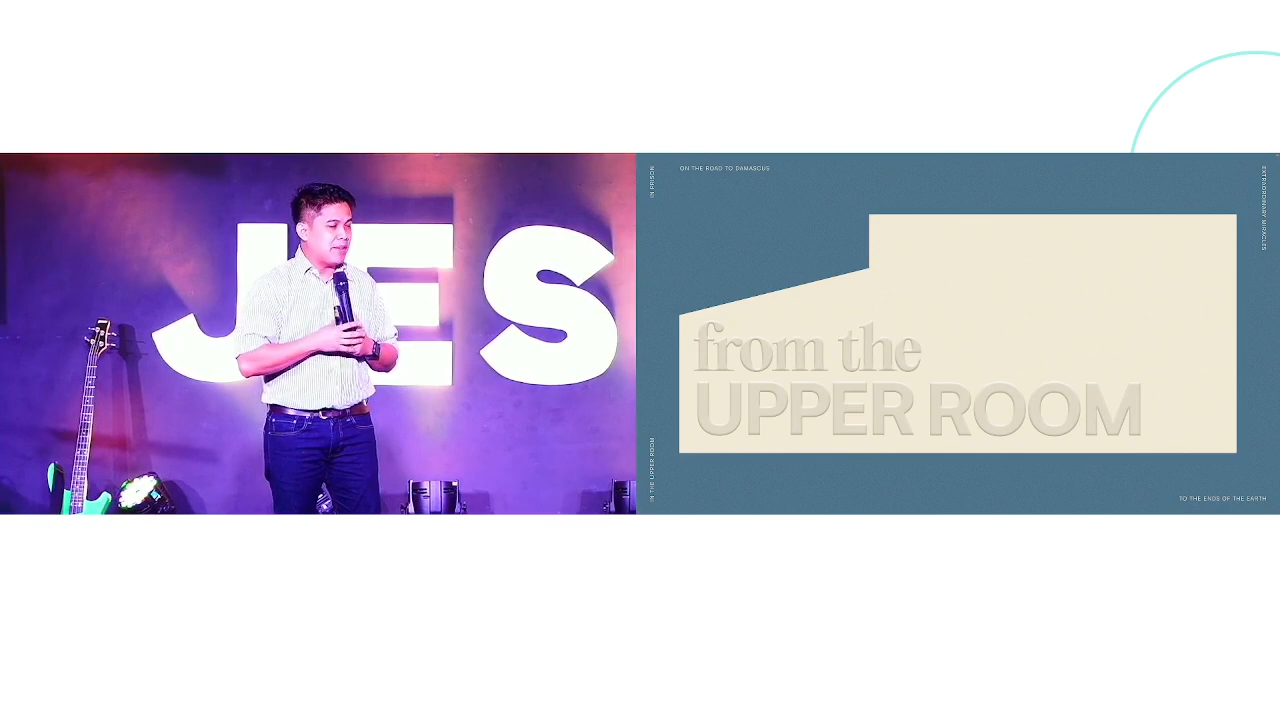 JES
IN PRISON
ON THE ROAD TO DAMASCUS
EXTRAORDINARY MIRACLES
from the
UPPER ROOM
IN THE UPPER ROOM
TO THE ENDS OF THE EARTH